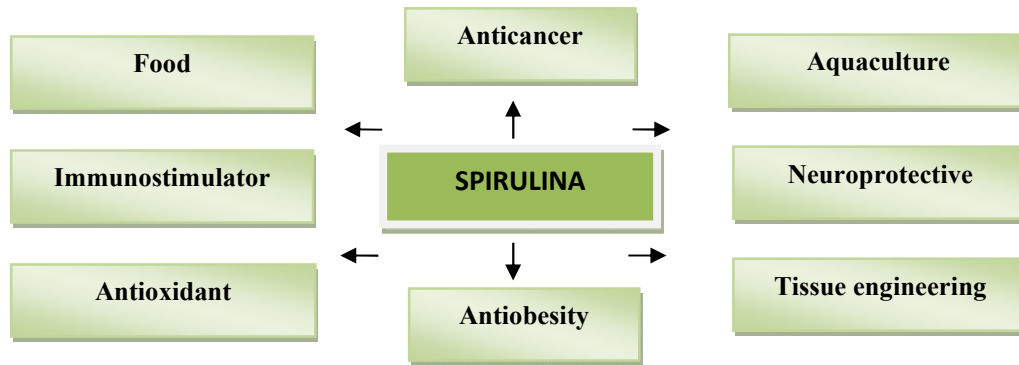 Food
Immunostimulator
Antioxidant
Anticancer
SPIRULINA
Antiobesity
Aquaculture
Neuroprotective
Tissue engineering